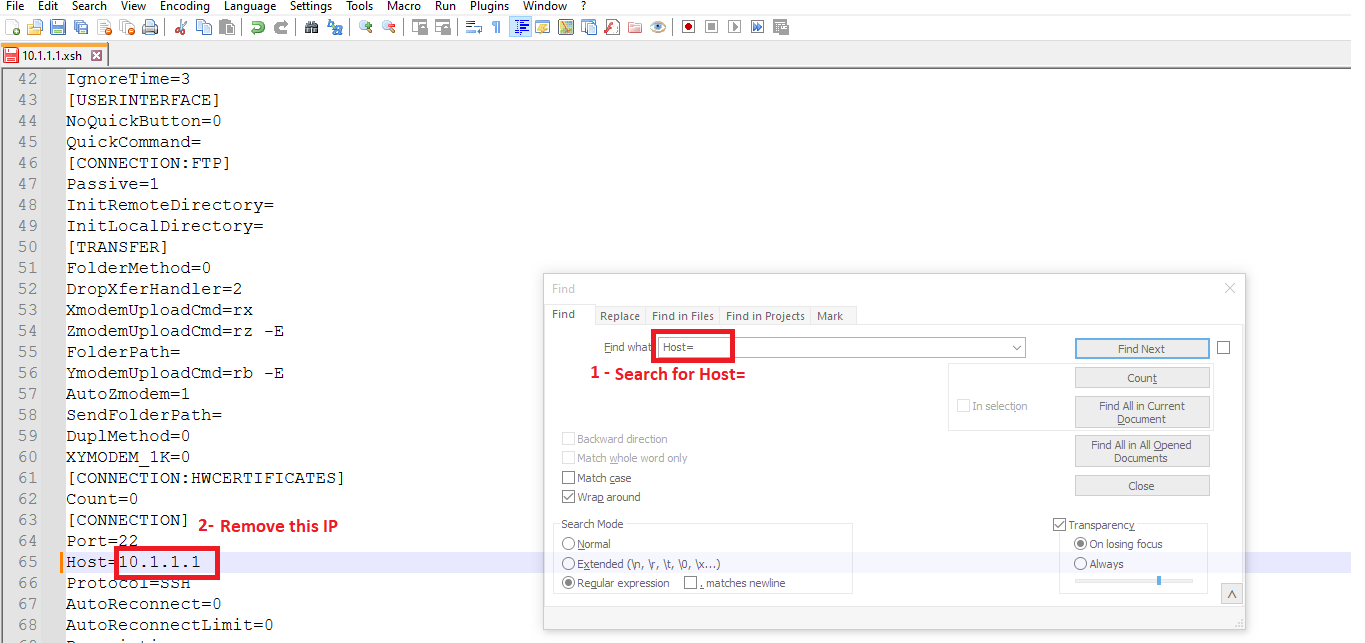 File Edit Search View Encoding Language Settings Tools Macro Run Plugins Window ?
10.1.1.1.xsh
42 IgnoreTime=3
43 [USERINTERFACE]
44 NoQuickButton=0
45 QuickCommand=
46 [CONNECTION:FTP]
47 Passive=1
48 InitRemoteDirectory=
49 InitLocalDirectory=
50 [TRANSFER]
51 FolderMethod=0
52 DropXferHandler=2
53 XmodemUploadCmd=rx
54 ZmodemUploadCmd=rz -E
55 FolderPath=
56 YmodemUploadCmd=rb -E
57 AutoZmodem=1
58 SendFolderPath=
59 DuplMethod=0
60 XYMODEM_1K=0
61 [CONNECTION:HWCERTIFICATES]
62 Count=0
63 [CONNECTION]
2- Remove this IP
64 Port=22
65 Host=10.1.1.1
66 Protocol=SSH
67 AutoReconnect=0
68 AutoReconnectLimit=0
Find
Find Replace Find in Files Find in Projects Mark
Find what Host=
Find Next
1 - Search for Host=
Count
In selection
Find All in Current
Document
Backward direction
Find All in All Opened
Documents
Match whole word only
Match case
Close
Wrap around
Search Mode
Transparency
Normal
On losing focus
Extended (\n, \r, \t, \0, \x...)
Always
Regular expression
. matches newline